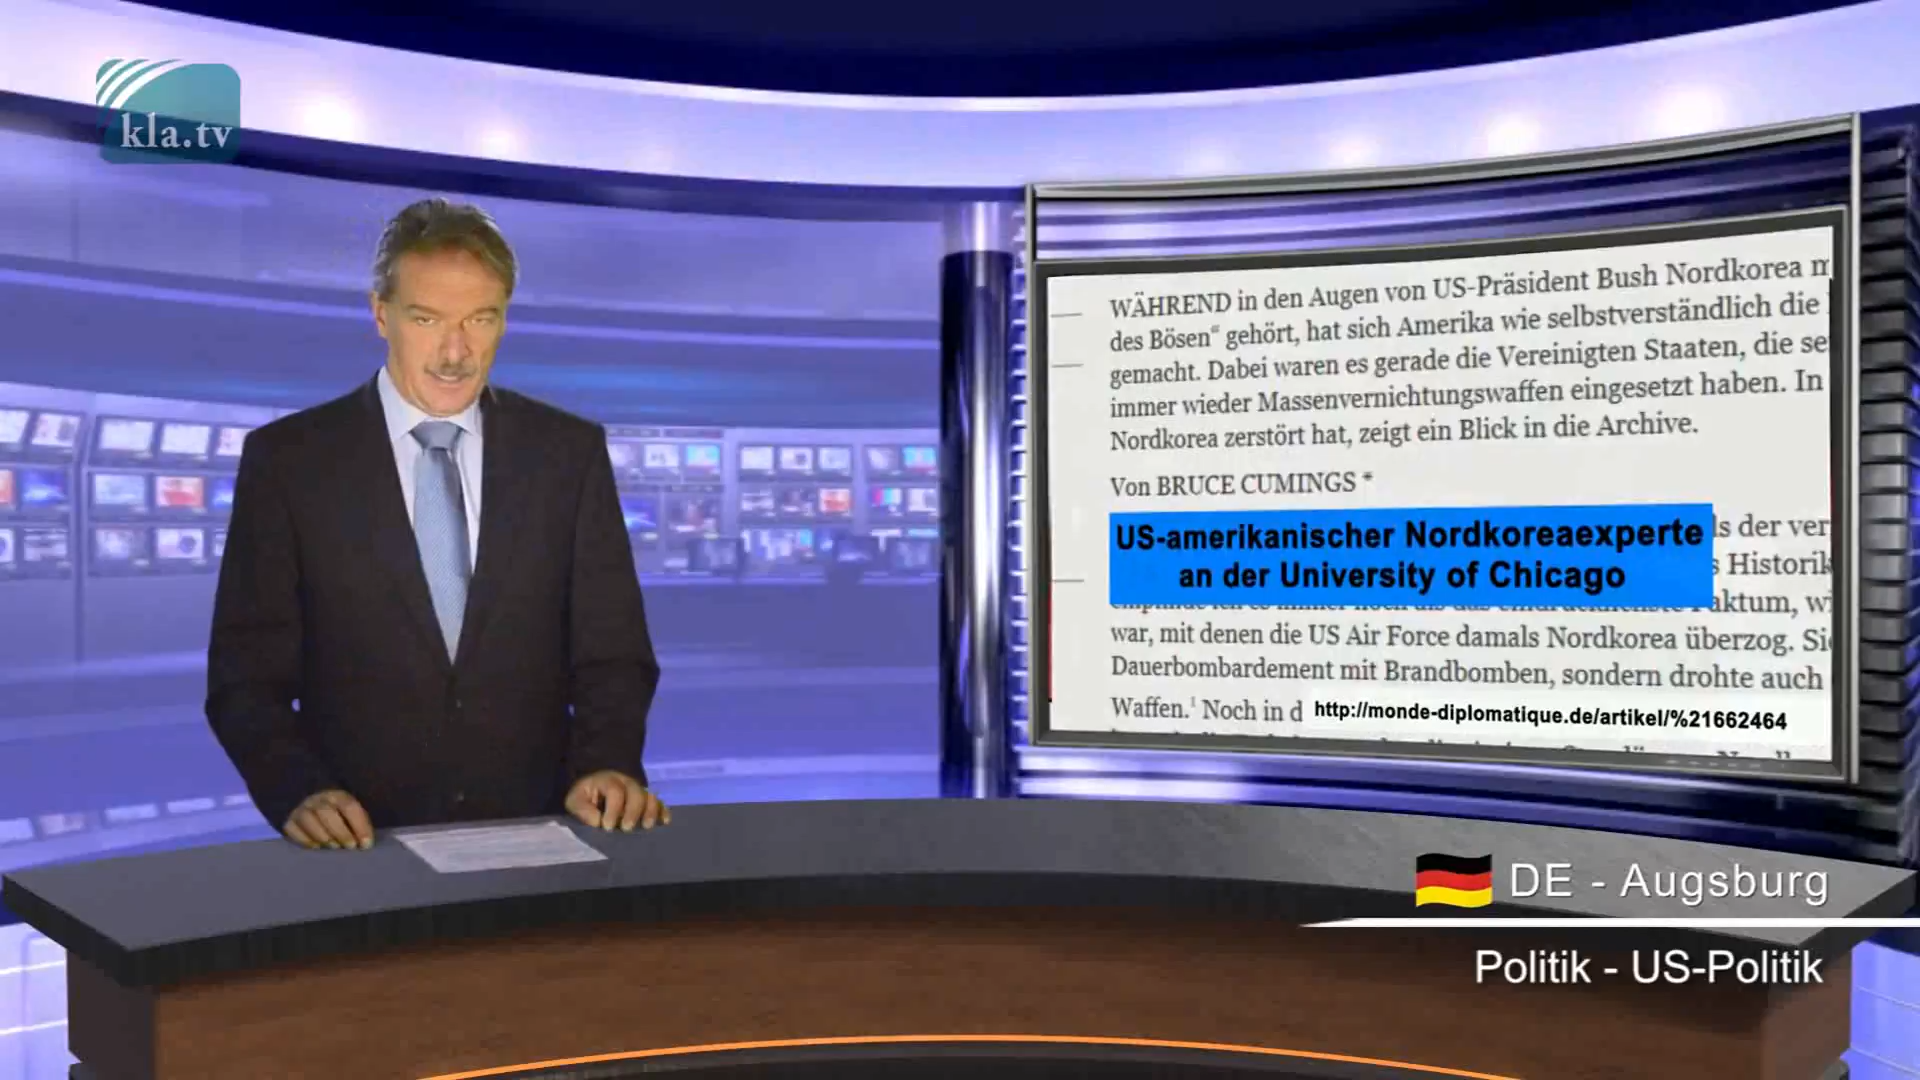 kla.tv
WÄHREND in den Augen von US-Präsident Bush Nordkorea
des Bösen“ gehört, hat sich Amerika wie selbstverständlich die
gemacht. Dabei waren es gerade die Vereinigten Staaten, die se
immer wieder Massenvernichtungswaffen eingesetzt haben. In
Nordkorea zerstört hat, zeigt ein Blick in die Archive.
Von BRUCE CUMINGS *
US-amerikanischer Nordkoreaexperte
an der University of Chicago
ls der ver
Historik
aktum, wi
war, mit denen die US Air Force damals Nordkorea überzog. Sie
Dauerbombardement mit Brandbomben, sondern drohte auch
Waffen.¹ Noch in d
http://monde-diplomatique.de/artikel/%21662464
DE - Augsburg
Politik - US-Politik